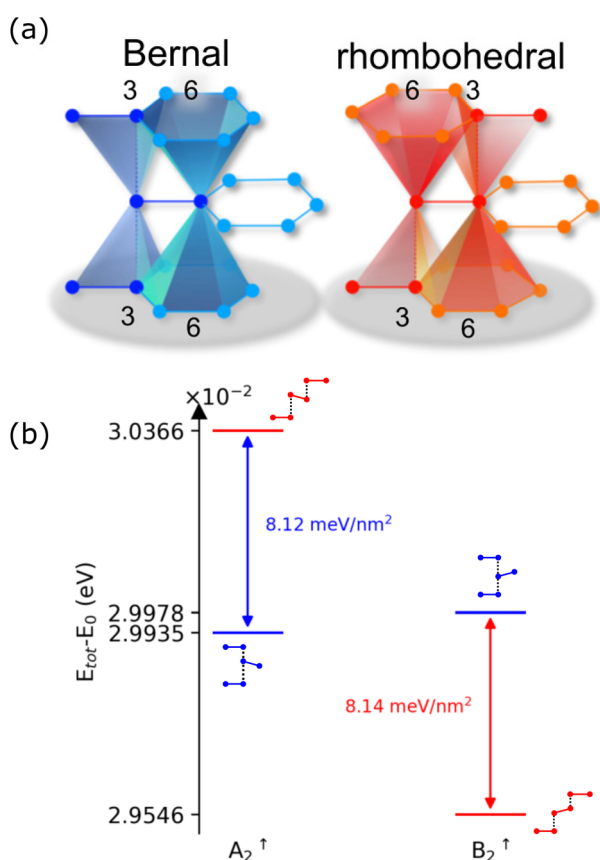 (a)
Bernal
rhombohedral
3 6
6 3
3 6
3 6
(b)
×10⁻²
3.0366
8.12 meV/nm²
2.9978
2.9935
E_tot-E_0 (eV)
8.14 meV/nm²
2.9546
A₂ ↑
B₂ ↑